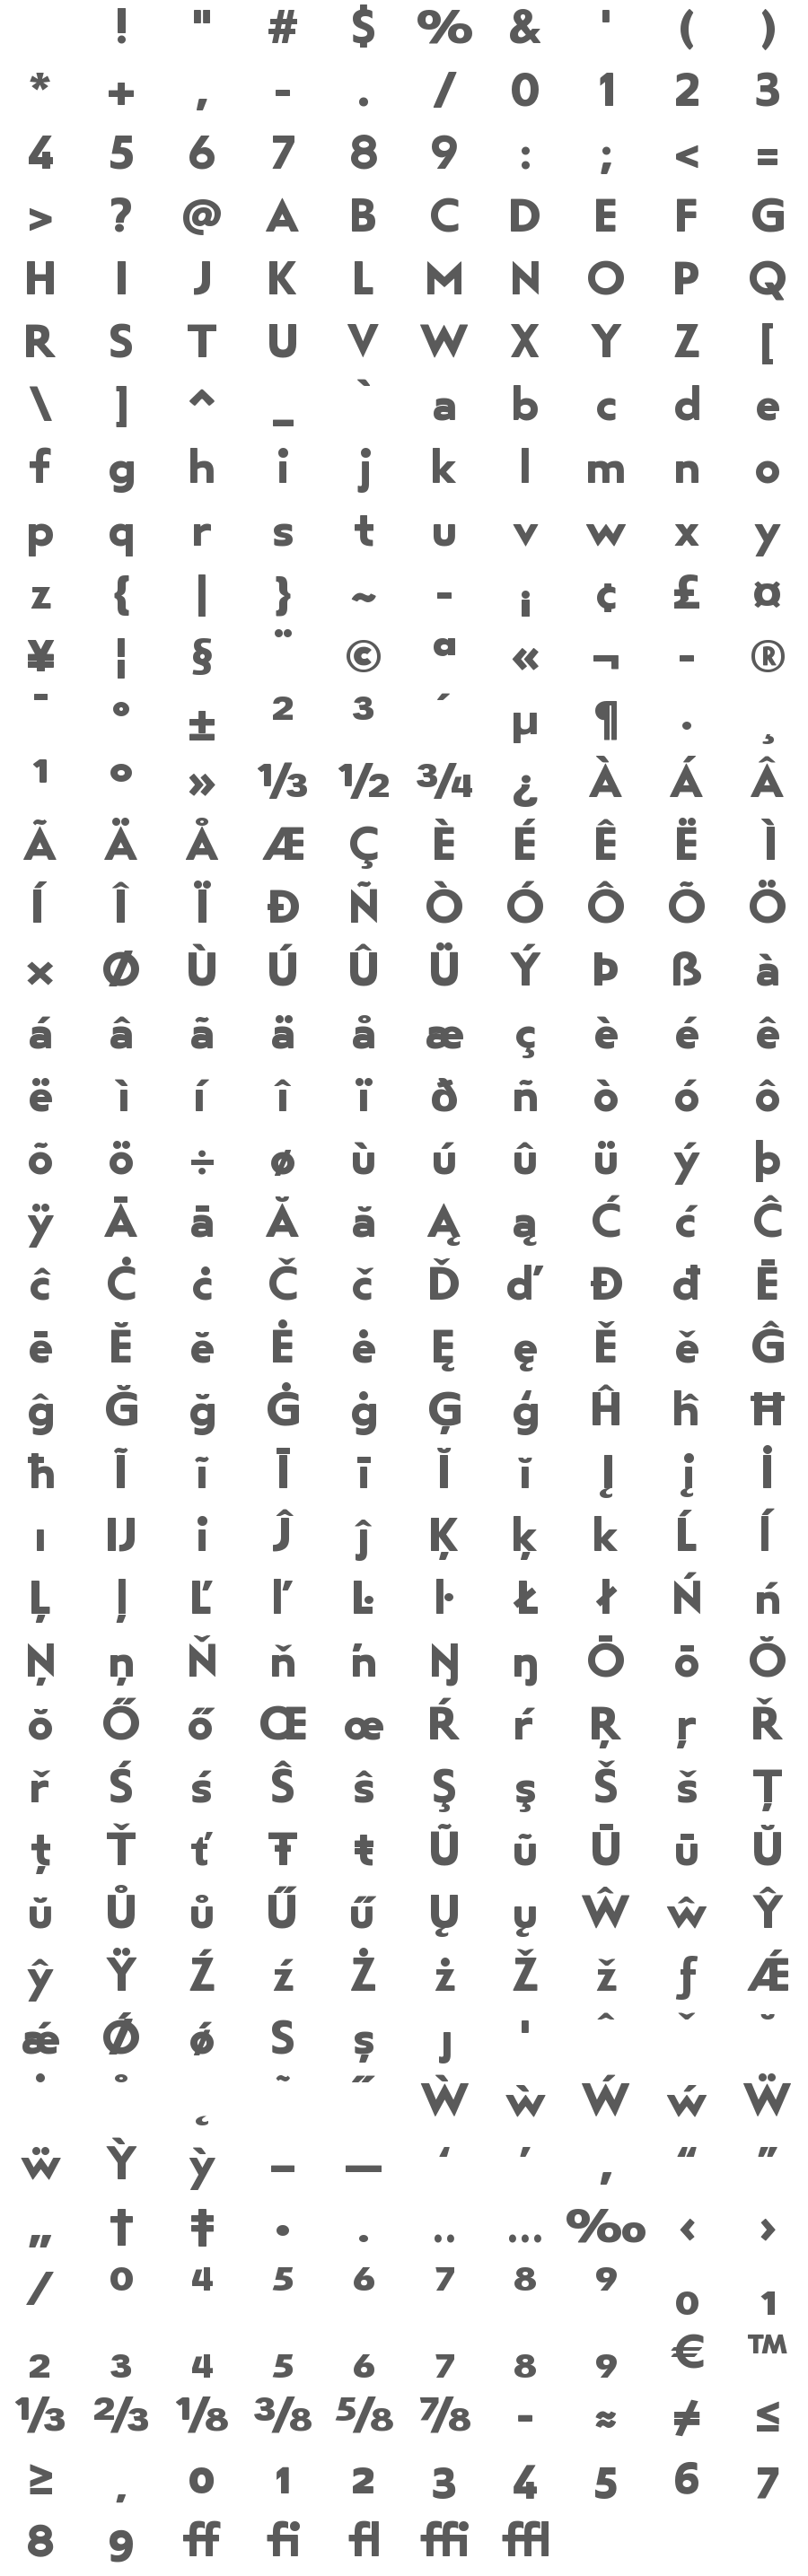 ! " # $ % & ' ( )
* + , - . / 0 1 2 3
4 5 6 7 8 9 : ; < =
> ? @ A B C D E F G
H I J K L M N O P Q
R S T U V W X Y Z [
\ ] ^ _ ` a b c d e
f g h i j k l m n o
p q r s t u v w x y
z { | } ~ - ¡ ¢ £ ¤
¥ ¦ § ¨ © ª « ¬ - ®
¯ ° ± ² ³ ´ µ ¶ · ¸
¹ º » ⅓ ½ ¾ ¿ À Á Â
Ã Ä Å Æ Ç È É Ê Ë Ì
Í Î Ï Ð Ñ Ò Ó Ô Õ Ö
× Ø Ù Ú Û Ü Ý Þ ß à
á â ã ä å æ ç è é ê
ë ì í î ï ð ñ ò ó ô
õ ö ÷ ø ù ú û ü ý þ
ÿ Ā ā Ă ă Ą ą Ć ć Ĉ
ĉ Ċ ċ Č č Ď ď Đ đ Ē
ē Ĕ ĕ Ė ė Ę ę Ě ě Ĝ
ĝ Ğ ğ Ġ ġ Ģ ģ Ĥ ĥ Ħ
ħ Ĩ ĩ Ī ī Ĭ ĭ Į į İ
ı Ĳ i Ĵ ĵ Ķ ķ k Ĺ ĺ
Ļ ļ Ľ ľ Ŀ ŀ Ł ł Ń ń
Ņ ņ Ň ň ŉ Ŋ ŋ Ō ō Ŏ
ŏ Ő ő Œ œ Ŕ ŕ Ŗ ŗ Ř
ř Ś ś Ŝ ŝ Ş ş Š š Ț
ț Ť ť Ŧ ŧ Ũ ũ Ū ū Ŭ
ŭ Ů ů Ű ű Ų ų Ŵ ŵ Ŷ
ŷ Ÿ Ź ź Ż ż Ž ž ƒ Ǽ
ǽ Ǿ ǿ S ș ȷ ' ˆ ˇ ˘
˙ ˚ ˛ ˜ ˝ Ẁ ẁ Ẃ ẃ Ẅ
ẅ Ỳ ỳ – — ‘ ’ ‚ “ ”
„ † ‡ • . ‥ … ‰ ‹ ›
⁄ ⁰ ⁴ ⁵ ⁶ ⁷ ⁸ ⁹ ₀ ₁
₂ ₃ ₄ ₅ ₆ ₇ ₈ ₉ € ™
⅓ ⅔ ⅛ ⅜ ⅝ ⅞ - ≈ ≠ ≤
≥ , 0 1 2 3 4 5 6 7
8 9 ff fi fl ffi ffl